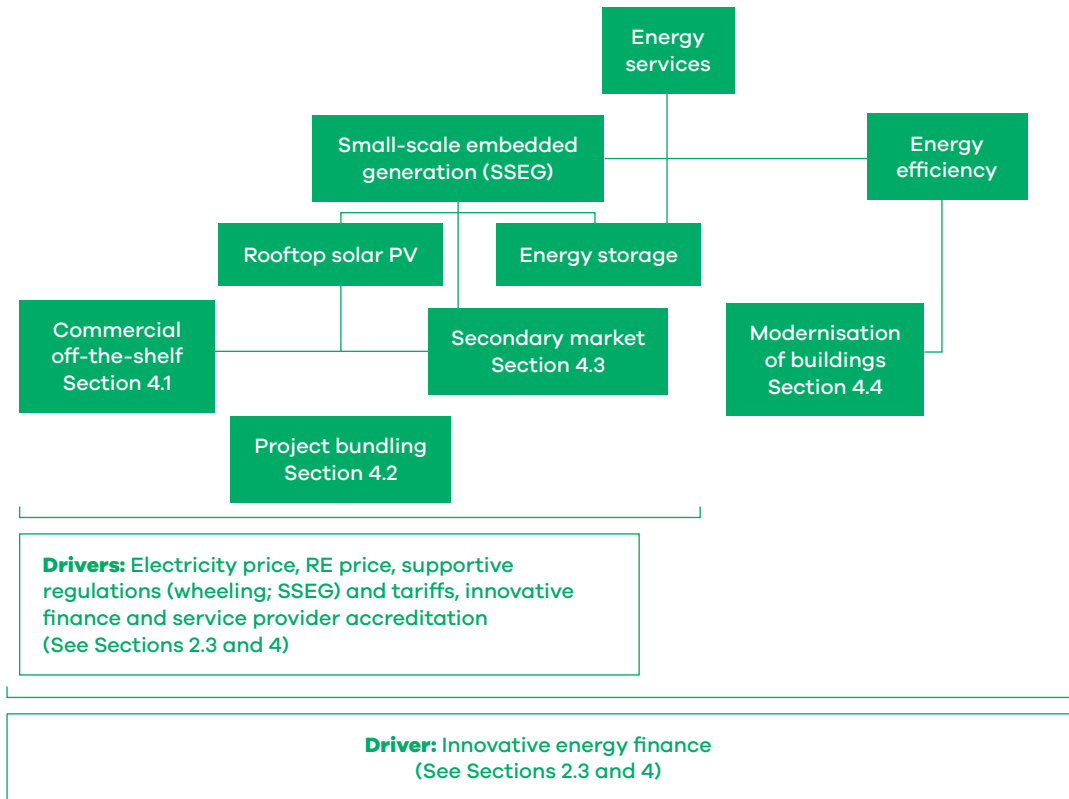 Energy
services
Small-scale embedded
generation (SSEG)
Energy
efficiency
Rooftop solar PV
Energy storage
Commercial
off-the-shelf
Section 4.1
Secondary market
Section 4.3
Modernisation
of buildings
Section 4.4
Project bundling
Section 4.2
Drivers: Electricity price, RE price, supportive
regulations (wheeling; SSEG) and tariffs, innovative
finance and service provider accreditation
(See Sections 2.3 and 4)
Driver: Innovative energy finance
(See Sections 2.3 and 4)